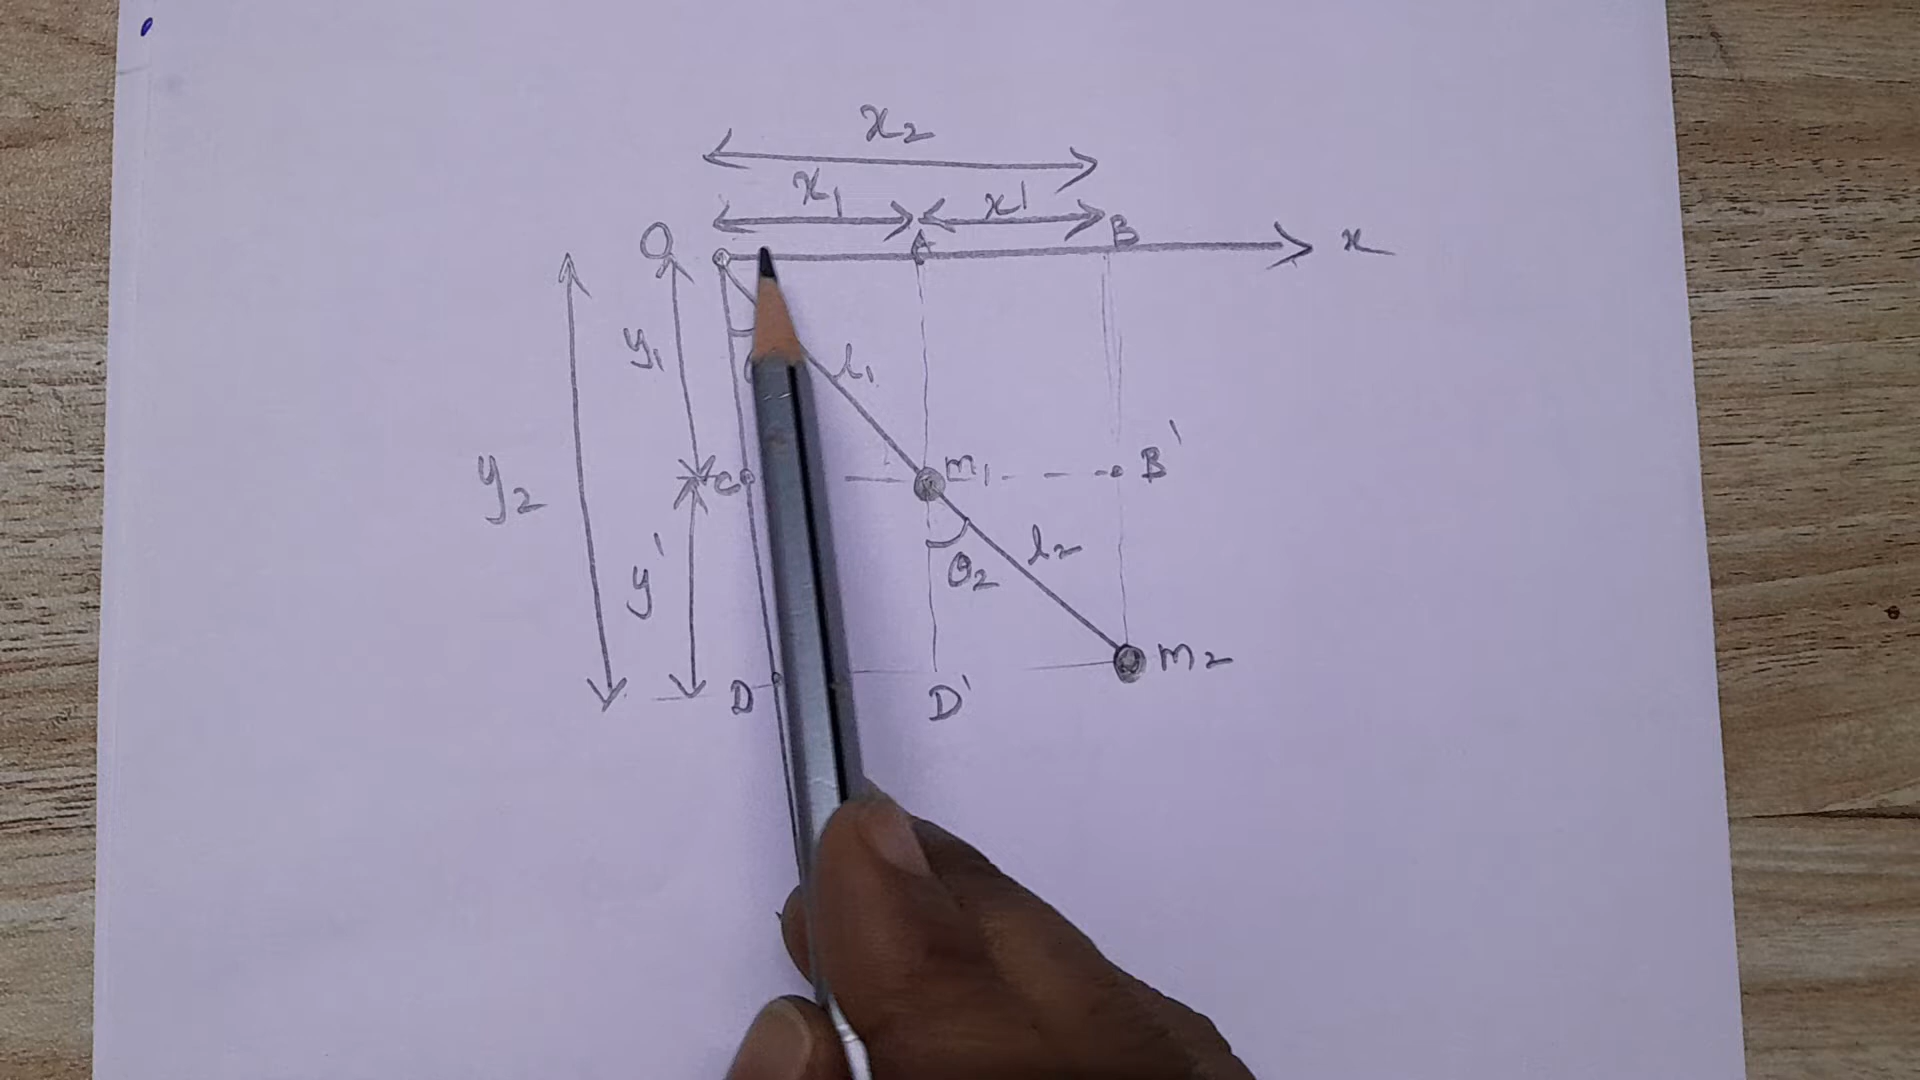 x₂
x₁ x'
O A B x
y₁
l₁
y₂ C m₁ B'
y' θ₂ l₂
D D' m₂